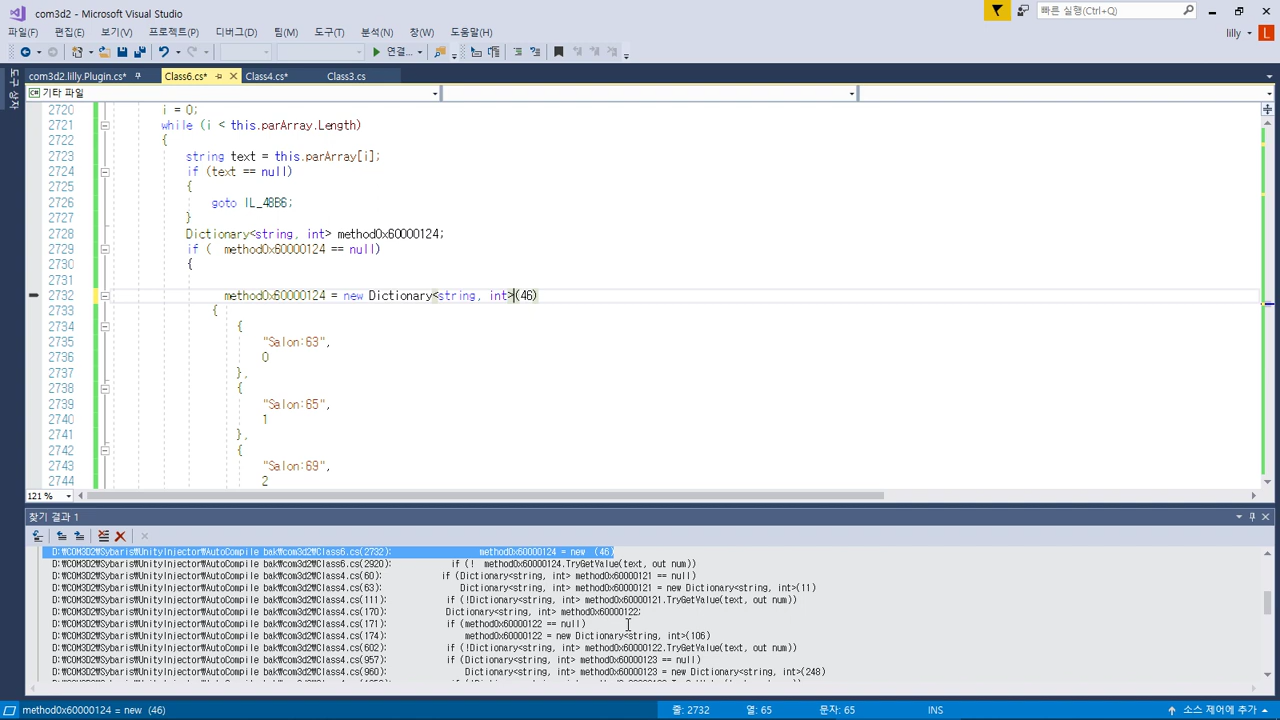 com3d2 - Microsoft Visual Studio
빠른 실행(Ctrl+Q)
파일(F) 편집(E) 보기(V) 프로젝트(P) 디버그(D) 팀(M) 도구(T) 분석(N) 창(W) 도움말(H)
lilly L
연결...
com3d2.lilly.Plugin.cs* Class6.cs* Class4.cs* Class3.cs
도구 상자
C# 기타 파일
2720 i = 0;
2721 while (i < this.parArray.Length)
2722 {
2723 string text = this.parArray[i];
2724 if (text == null)
2725 {
2726 goto IL_48B6;
2727 }
2728 Dictionary<string, int> method0x60000124;
2729 if ( method0x60000124 == null)
2730 {
2731
2732 method0x60000124 = new Dictionary<string, int>(46)
2733 {
2734 {
2735 "Salon:63",
2736 0
2737 },
2738 {
2739 "Salon:65",
2740 1
2741 },
2742 {
2743 "Salon:69",
2744 2
121 %
찾기 결과 1
D:₩COM3D2₩Sybaris₩UnityInjector₩AutoCompile bak₩com3d2₩Class6.cs(2732): method0x60000124 = new (46)
D:₩COM3D2₩Sybaris₩UnityInjector₩AutoCompile bak₩com3d2₩Class6.cs(2920): if (! method0x60000124.TryGetValue(text, out num))
D:₩COM3D2₩Sybaris₩UnityInjector₩AutoCompile bak₩com3d2₩Class4.cs(60): if (Dictionary<string, int> method0x60000121 == null)
D:₩COM3D2₩Sybaris₩UnityInjector₩AutoCompile bak₩com3d2₩Class4.cs(63): Dictionary<string, int> method0x60000121 = new Dictionary<string, int>(11)
D:₩COM3D2₩Sybaris₩UnityInjector₩AutoCompile bak₩com3d2₩Class4.cs(111): if (!Dictionary<string, int> method0x60000121.TryGetValue(text, out num))
D:₩COM3D2₩Sybaris₩UnityInjector₩AutoCompile bak₩com3d2₩Class4.cs(170): Dictionary<string, int> method0x60000122;
D:₩COM3D2₩Sybaris₩UnityInjector₩AutoCompile bak₩com3d2₩Class4.cs(171): if (method0x60000122 == null)
D:₩COM3D2₩Sybaris₩UnityInjector₩AutoCompile bak₩com3d2₩Class4.cs(174): method0x60000122 = new Dictionary<string, int>(106)
D:₩COM3D2₩Sybaris₩UnityInjector₩AutoCompile bak₩com3d2₩Class4.cs(602): if (!Dictionary<string, int> method0x60000122.TryGetValue(text, out num))
D:₩COM3D2₩Sybaris₩UnityInjector₩AutoCompile bak₩com3d2₩Class4.cs(957): if (Dictionary<string, int> method0x60000123 == null)
D:₩COM3D2₩Sybaris₩UnityInjector₩AutoCompile bak₩com3d2₩Class4.cs(960): Dictionary<string, int> method0x60000123 = new Dictionary<string, int>(248)
method0x60000124 = new (46) 줄: 2732 열: 65 문자: 65 INS 소스 제어에 추가